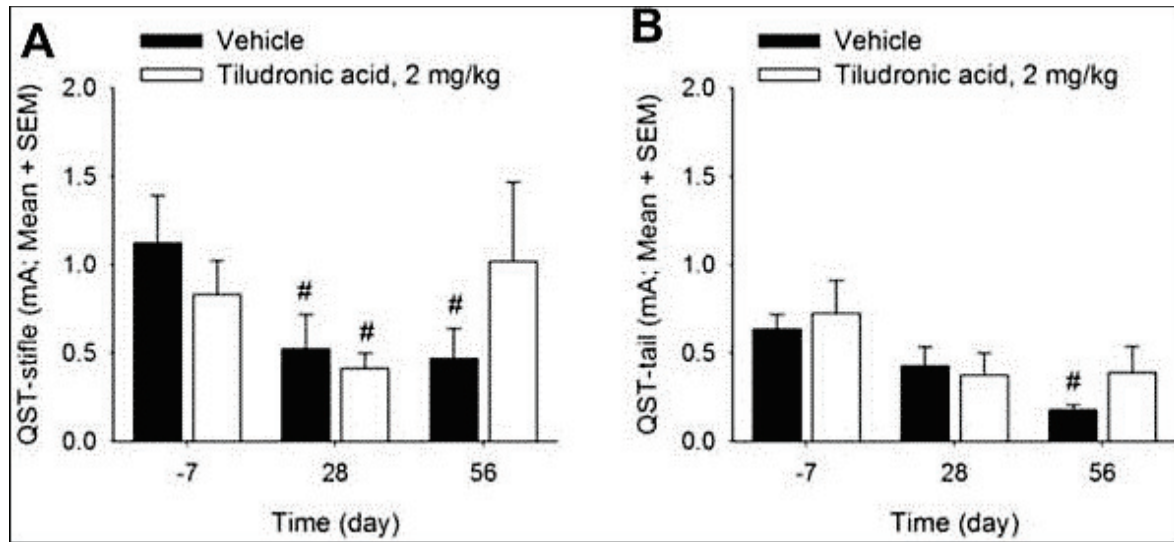 A
Vehicle
Tiludronic acid, 2 mg/kg
QST-stifle (mA; Mean + SEM)
2.0
1.5
1.0
0.5
0.0
#
#
#
-7 28 56
Time (day)
B
Vehicle
Tiludronic acid, 2 mg/kg
QST-tail (mA; Mean + SEM)
2.0
1.5
1.0
0.5
0.0
#
-7 28 56
Time (day)